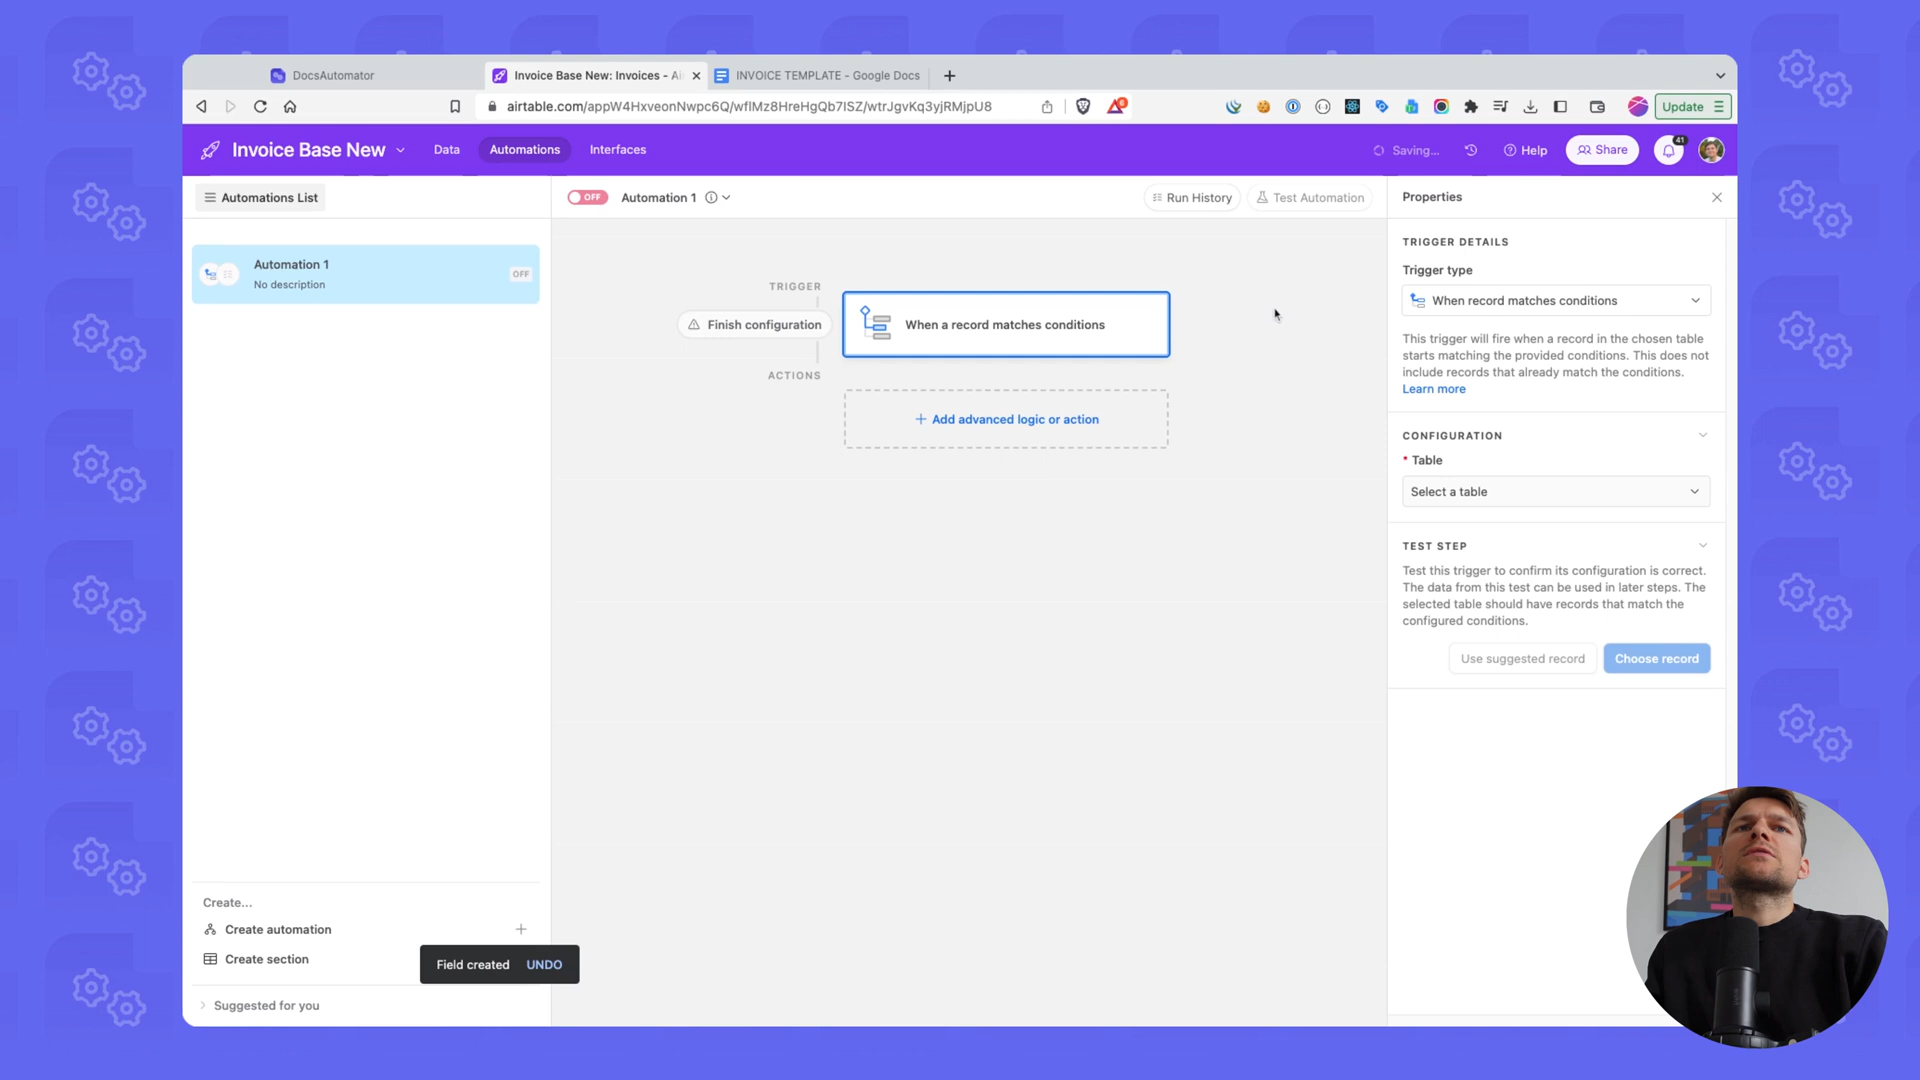 DocsAutomator
Invoice Base New: Invoices - Ai
INVOICE TEMPLATE - Google Docs
airtable.com/appW4HxveonNwpc6Q/wflMz8HreHgQb7ISZ/wtrJgvKq3yjRMjpU8
6
Update
Invoice Base New
Data
Automations
Interfaces
Saving...
Help
Share
41
Automations List
OFF
Automation 1
Run History
Test Automation
Properties
Automation 1
No description
OFF
TRIGGER
Finish configuration
When a record matches conditions
ACTIONS
Add advanced logic or action
TRIGGER DETAILS
Trigger type
When record matches conditions
This trigger will fire when a record in the chosen table
starts matching the provided conditions. This does not
include records that already match the conditions.
Learn more
CONFIGURATION
* Table
Select a table
TEST STEP
Test this trigger to confirm its configuration is correct.
The data from this test can be used in later steps. The
selected table should have records that match the
configured conditions.
Use suggested record
Choose record
Create...
Create automation
Create section
Field created
UNDO
Suggested for you